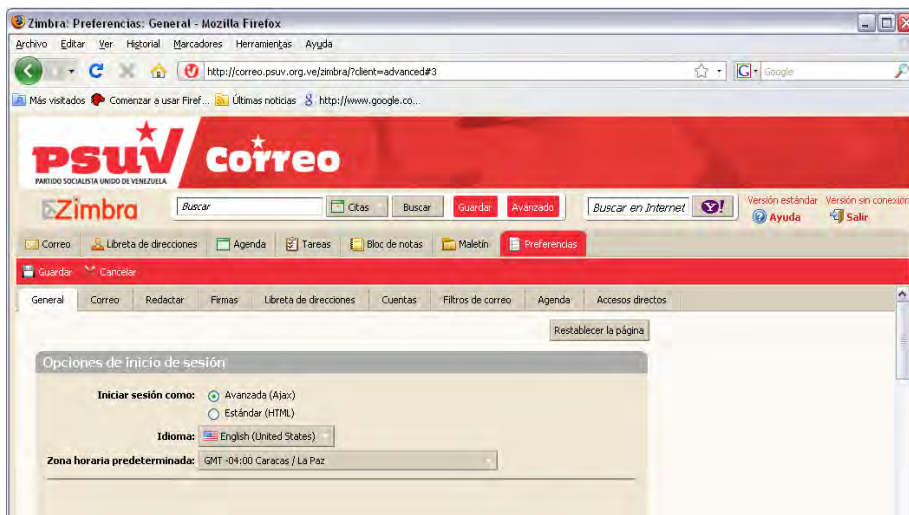 Zimbra: Preferencias: General - Mozilla Firefox
Archivo Editar Ver Historial Marcadores Herramientas Ayuda
http://correo.psuv.org.ve/zimbra/?client=advanced#3
G Google
Más visitados Comenzar a usar Firef... Últimas noticias http://www.google.co...
PSUV Correo
PARTIDO SOCIALISTA UNIDO DE VENEZUELA
Zimbra Buscar Citas Buscar Guardar Avanzado Buscar en Internet Y! Versión estándar Versión sin conexión
Ayuda Salir
Correo Libreta de direcciones Agenda Tareas Bloc de notas Maletín Preferencias
Guardar Cancelar
General Correo Redactar Firmas Libreta de direcciones Cuentas Filtros de correo Agenda Accesos directos
Restablecer la página
Opciones de inicio de sesión
Iniciar sesión como: Avanzada (Ajax)
Estándar (HTML)
Idioma: English (United States)
Zona horaria predeterminada: GMT -04:00 Caracas / La Paz